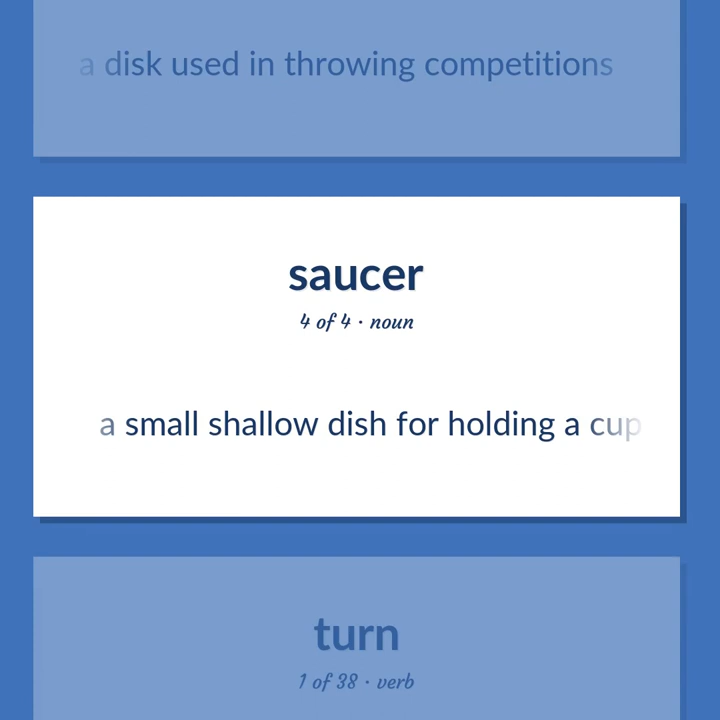 a disk used in throwing competitions
saucer
4 of 4 · noun
a small shallow dish for holding a cup
turn
1 of 38 · verb